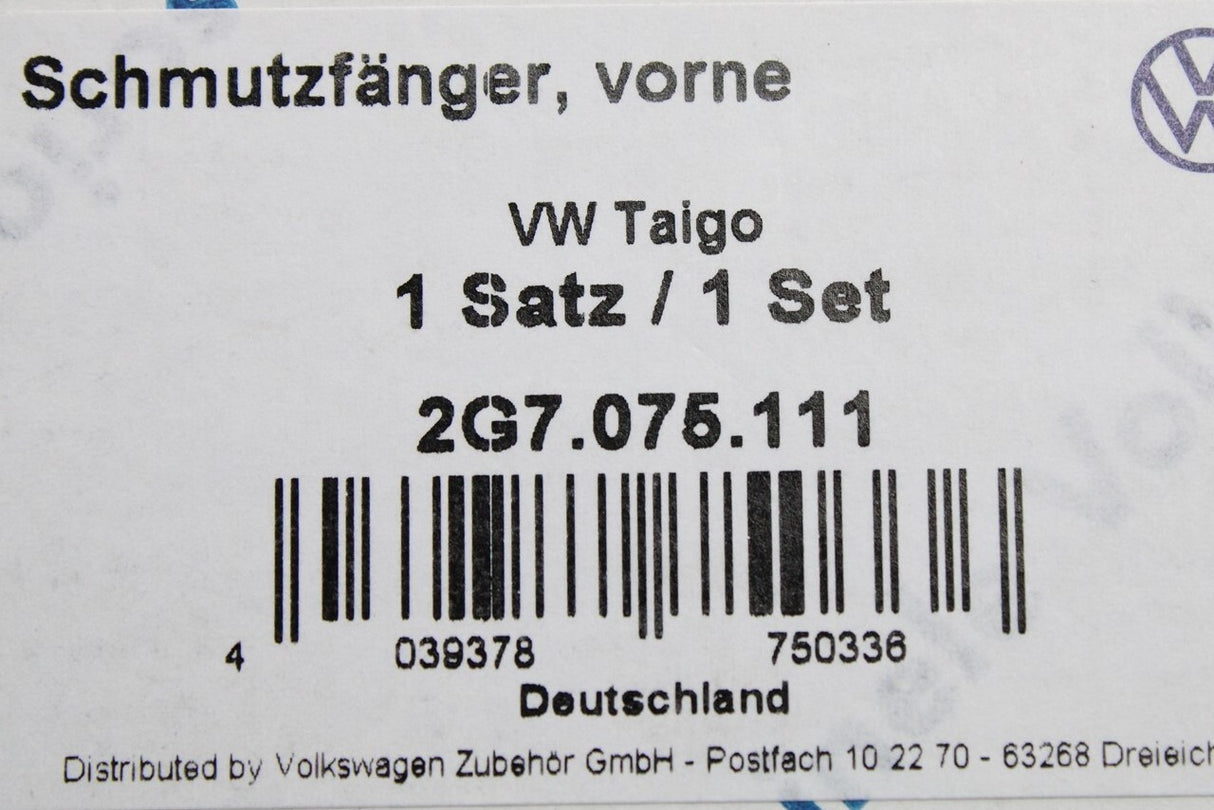 Schmutzfänger, vorne
VW Taigo
1 Satz / 1 Set
2G7.075.111
4 039378 750336
Deutschland
Distributed by Volkswagen Zubehör GmbH - Postfach 10 22 70 - 63268 Dreieich